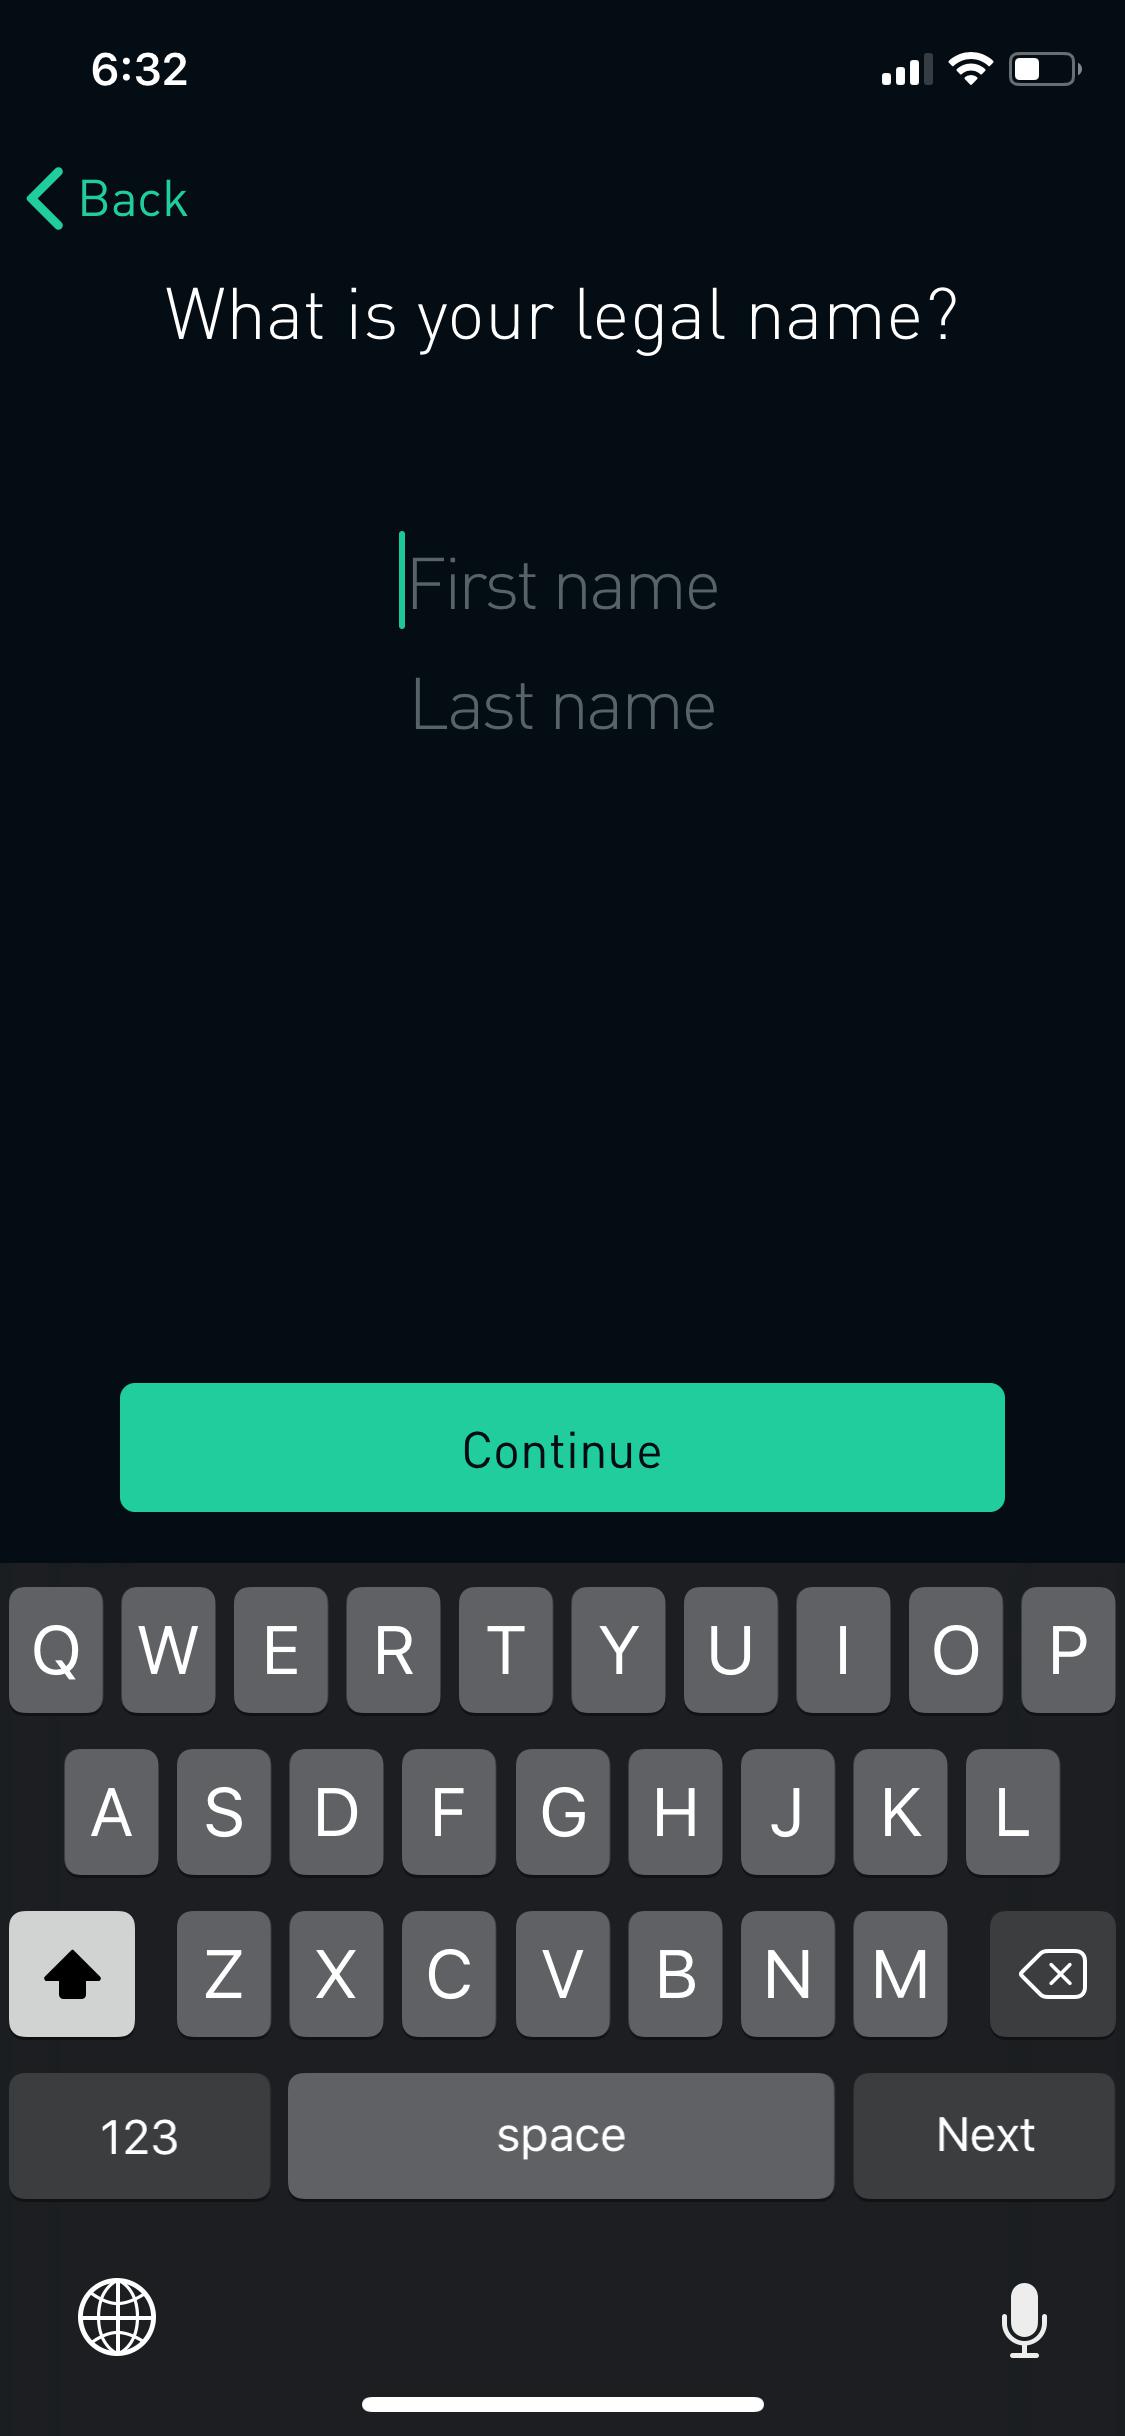 6:32
Back
What is your legal name?
First name
Last name
Continue
Q W E R T Y U I O P
A S D F G H J K L
Z X C V B N M
123 space Next